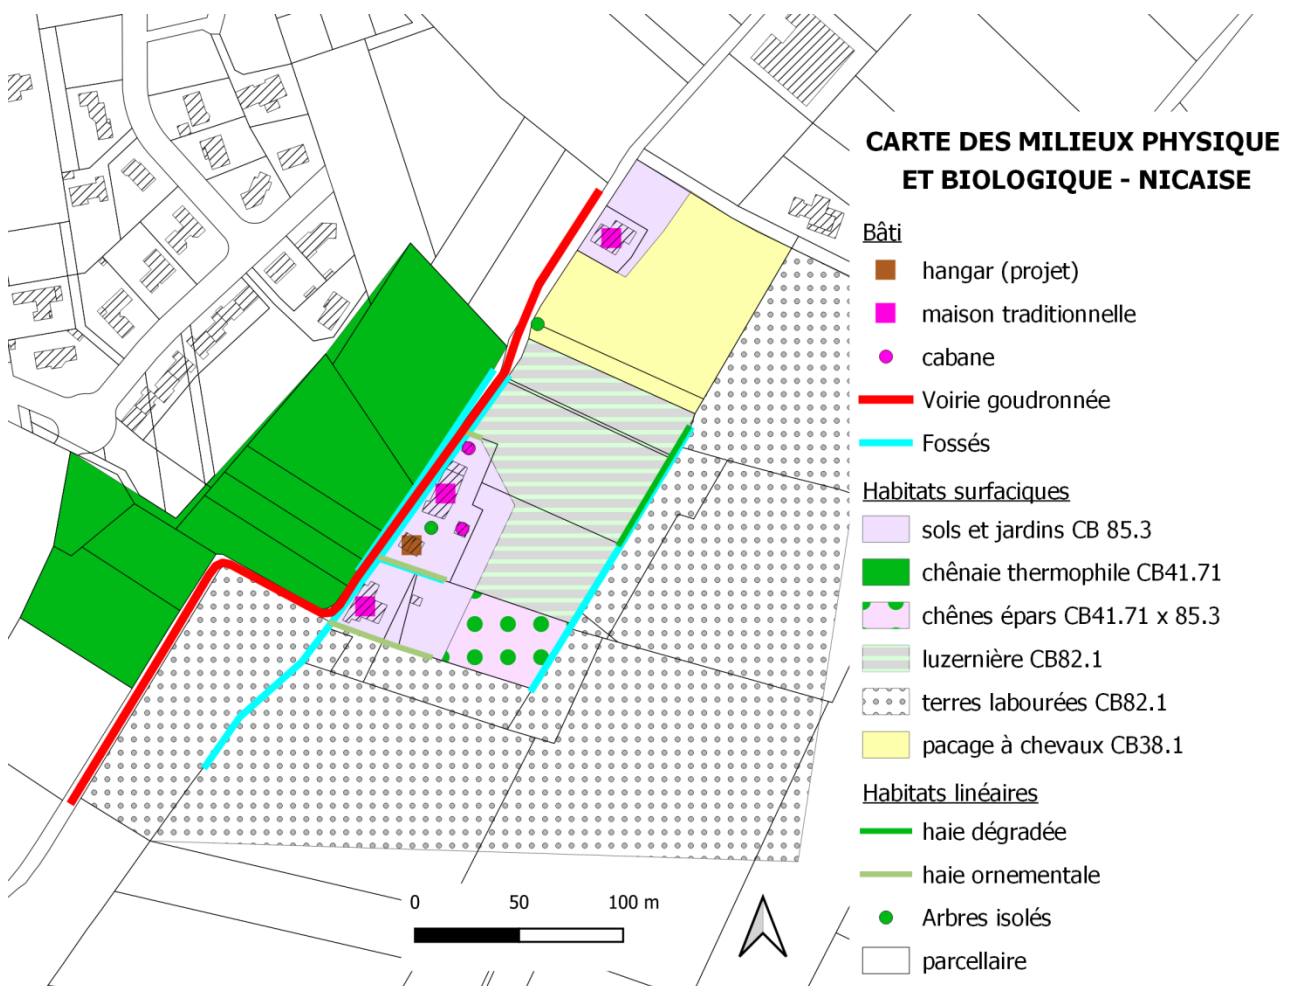 CARTE DES MILIEUX PHYSIQUE
ET BIOLOGIQUE - NICAISE
Bâti
hangar (projet)
maison traditionnelle
cabane
Voirie goudronnée
Fossés
Habitats surfaciques
sols et jardins CB 85.3
chênaie thermophile CB41.71
chênes épars CB41.71 x 85.3
luzernière CB82.1
terres labourées CB82.1
pacage à chevaux CB38.1
Habitats linéaires
haie dégradée
haie ornementale
Arbres isolés
parcellaire
0 50 100 m